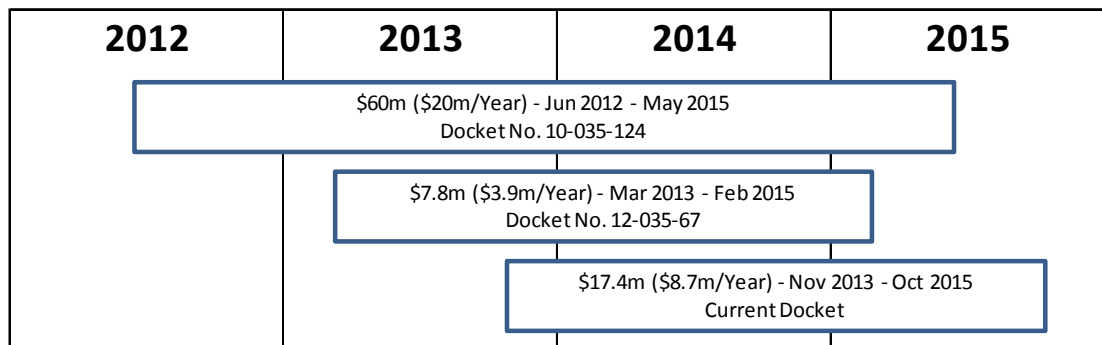 2012 2013 2014 2015
$60m ($20m/Year) - Jun 2012 - May 2015
Docket No. 10-035-124
$7.8m ($3.9m/Year) - Mar 2013 - Feb 2015
Docket No. 12-035-67
$17.4m ($8.7m/Year) - Nov 2013 - Oct 2015
Current Docket